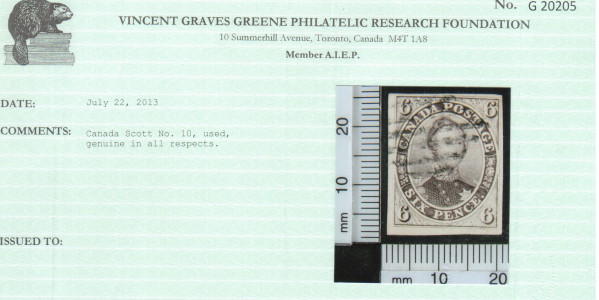 No. G 20205
VINCENT GRAVES GREENE PHILATELIC RESEARCH FOUNDATION
10 Summerhill Avenue, Toronto, Canada M4T 1A8
Member A.I.E.P.
DATE: July 22, 2013
COMMENTS: Canada Scott No. 10, used,
genuine in all respects.
ISSUED TO:
6 6
CANADA POSTAGE
SIX PENCE
6 6
20
10
mm
mm 10 20